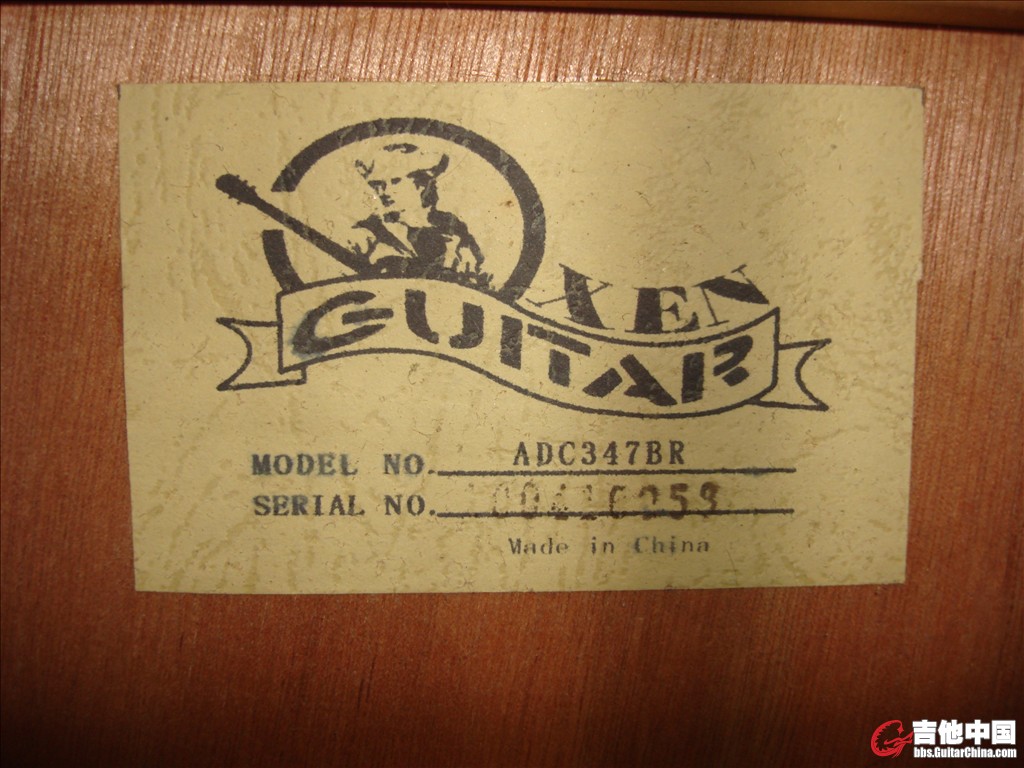 XEN
GUITAR
MODEL NO. ADC347BR
SERIAL NO.
Made in China
吉他中国
bbs.GuitarChina.com